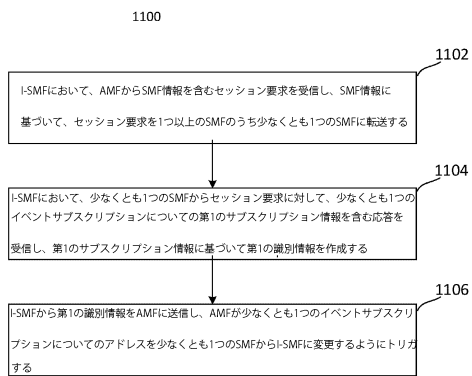 1100
1102
I-SMFにおいて、AMFからSMF情報を含むセッション要求を受信し、SMF情報に
基づいて、セッション要求を1つ以上のSMFのうち少なくとも1つのSMFに転送する
1104
I-SMFにおいて、少なくとも1つのSMFからセッション要求に対して、少なくとも1つの
イベントサブスクリプションについての第1のサブスクリプション情報を含む応答を
受信し、第1のサブスクリプション情報に基づいて第1の識別情報を作成する
1106
I-SMFから第1の識別情報をAMFに送信し、AMFが少なくとも1つのイベントサブスクリ
プションについてのアドレスを少なくとも1つのSMFからI-SMFに変更するようにトリガ
する